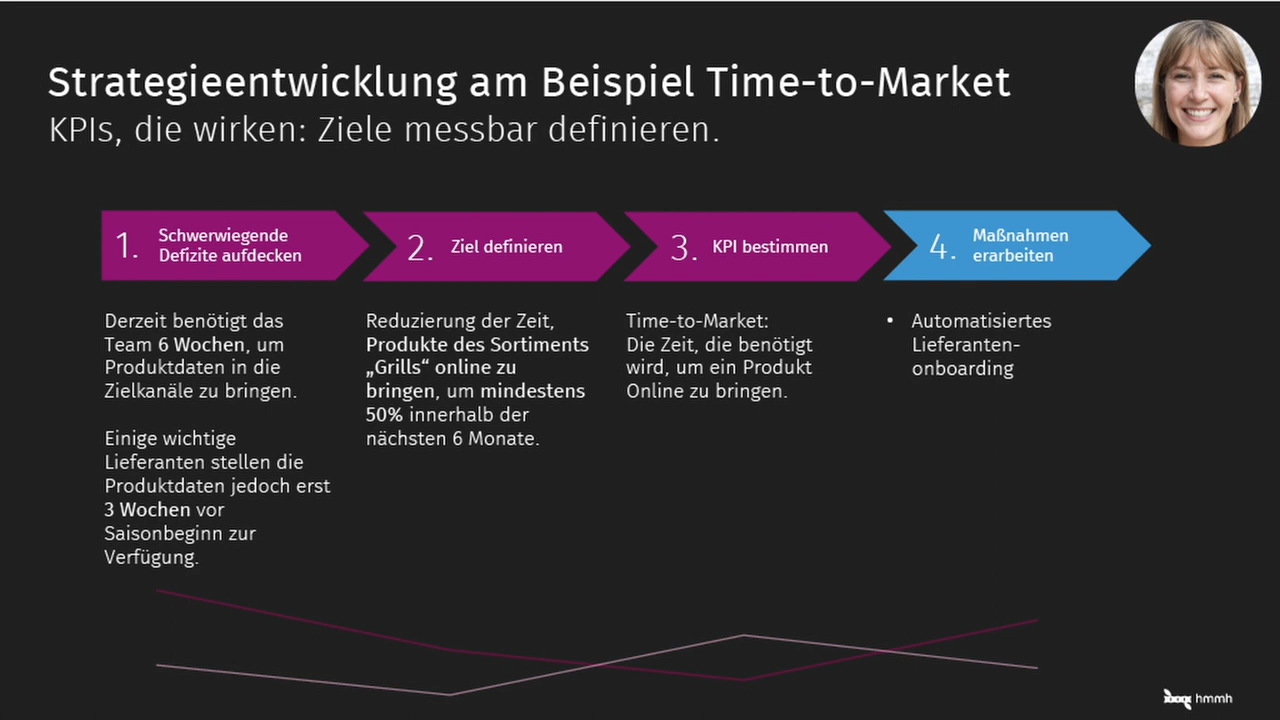 Strategieentwicklung am Beispiel Time-to-Market
KPIs, die wirken: Ziele messbar definieren.
1. Schwerwiegende
Defizite aufdecken
2. Ziel definieren
3. KPI bestimmen
4. Maßnahmen
erarbeiten
Derzeit benötigt das
Team 6 Wochen, um
Produktdaten in die
Zielkanäle zu bringen.
Einige wichtige
Lieferanten stellen die
Produktdaten jedoch erst
3 Wochen vor
Saisonbeginn zur
Verfügung.
Reduzierung der Zeit,
Produkte des Sortiments
„Grills“ online zu
bringen, um mindestens
50% innerhalb der
nächsten 6 Monate.
Time-to-Market:
Die Zeit, die benötigt
wird, um ein Produkt
Online zu bringen.
• Automatisiertes
Lieferanten-
onboarding
hmmh